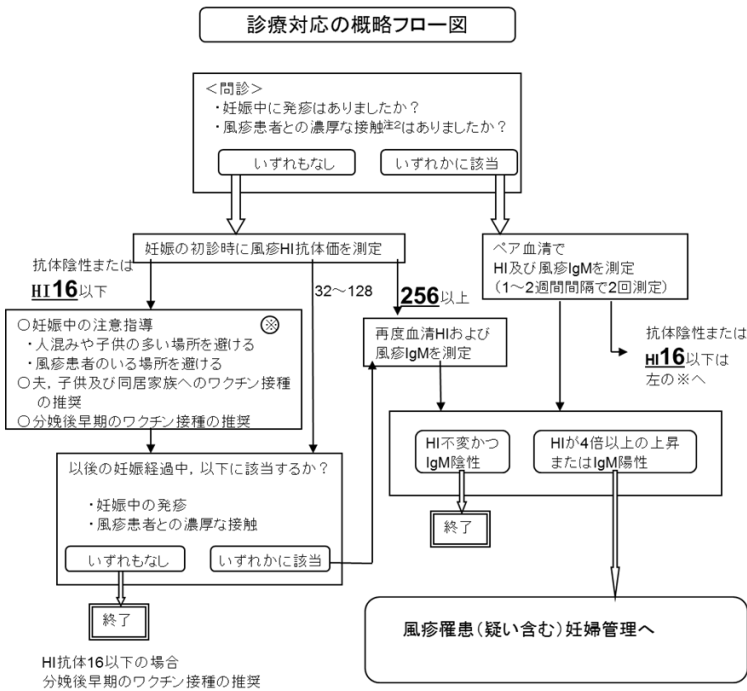 診療対応の概略フロー図
＜問診＞
・妊娠中に発疹はありましたか？
・風疹患者との濃厚な接触注2はありましたか？
いずれもなし
いずれかに該当
妊娠の初診時に風疹HI抗体価を測定
ペア血清で
HI及び風疹IgMを測定
（1～2週間間隔で2回測定）
抗体陰性または
HI16以下
32～128
256以上
○妊娠中の注意指導 ※
・人混みや子供の多い場所を避ける
・風疹患者のいる場所を避ける
○夫，子供及び同居家族へのワクチン接種
の推奨
○分娩後早期のワクチン接種の推奨
再度血清HIおよび
風疹IgMを測定
抗体陰性または
HI16以下は
左の※へ
HI不変かつ
IgM陰性
HIが4倍以上の上昇
またはIgM陽性
終了
以後の妊娠経過中，以下に該当するか？
・妊娠中の発疹
・風疹患者との濃厚な接触
いずれもなし
いずれかに該当
終了
風疹罹患（疑い含む）妊婦管理へ
HI抗体16以下の場合
分娩後早期のワクチン接種の推奨